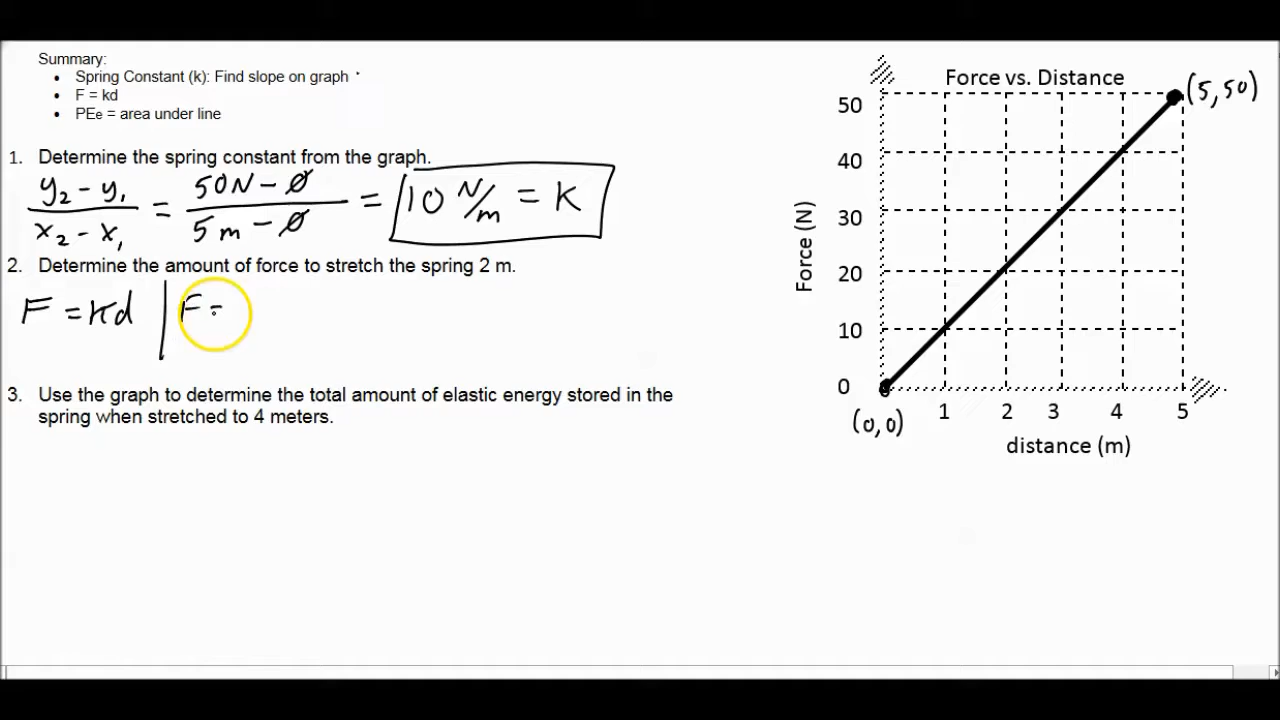 Summary:
• Spring Constant (k): Find slope on graph
• F = kd
• PEe = area under line
1. Determine the spring constant from the graph.
y₂ - y₁ / x₂ - x₁ = 50N - 0 / 5m - 0 = 10 N/m = K
2. Determine the amount of force to stretch the spring 2 m.
F = Kd | F =
3. Use the graph to determine the total amount of elastic energy stored in the
spring when stretched to 4 meters.
Force vs. Distance
(5,50)
50
40
30
20
10
0
Force (N)
(0,0)
1 2 3 4 5
distance (m)